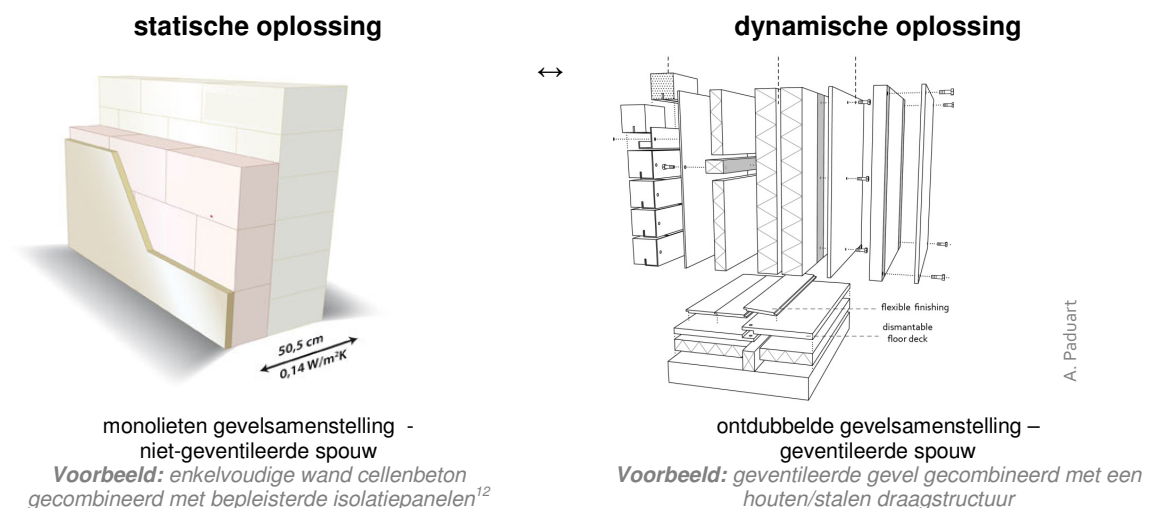 statische oplossing
50,5 cm
0,14 W/m²K
monolieten gevelsamenstelling -
niet-geventileerde spouw
Voorbeeld: enkelvoudige wand cellenbeton
gecombineerd met bepleisterde isolatiepanelen¹²
↔
dynamische oplossing
flexible finishing
dismantable
floor deck
A. Paduart
ontdubbelde gevelsamenstelling –
geventileerde spouw
Voorbeeld: geventileerde gevel gecombineerd met een
houten/stalen draagstructuur